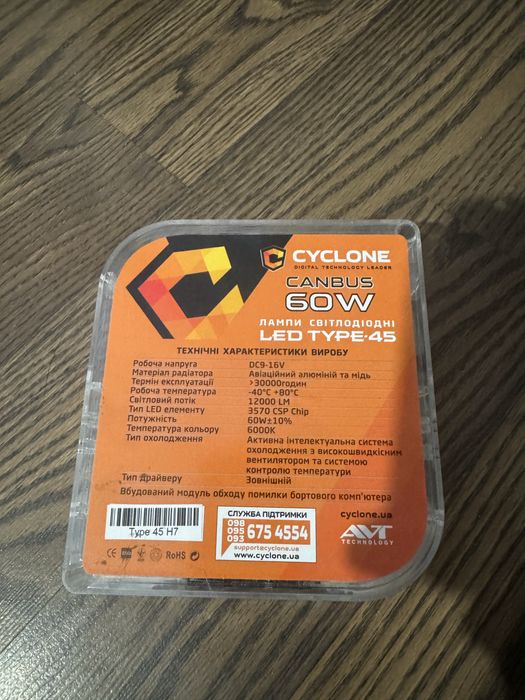 CYCLONE
DIGITAL TECHNOLOGY LEADER
CANBUS
60W
ЛАМПИ СВІТЛОДІОДНІ
LED TYPE-45
ТЕХНІЧНІ ХАРАКТЕРИСТИКИ ВИРОБУ
Робоча напруга DC9-16V
Матеріал радіатора Авіаційний алюміній та мідь
Термін експлуатації >30000годин
Робоча температура -40°C +80°C
Світловий потік 12000 LM
Тип LED елементу 3570 CSP Chip
Потужність 60W±10%
Температура кольору 6000K
Тип охолодження Активна інтелектуальна система
охолодження з високошвидкісним
вентилятором та системою
контролю температури
Тип Драйверу Зовнішній
Вбудований модуль обходу помилки бортового комп'ютера
Type 45 H7
СЛУЖБА ПІДТРИМКИ
098
095
093
675 4554
support@cyclone.ua
www.cyclone.ua
cyclone.ua
AVT
TECHNOLOGY
CE
RoHS